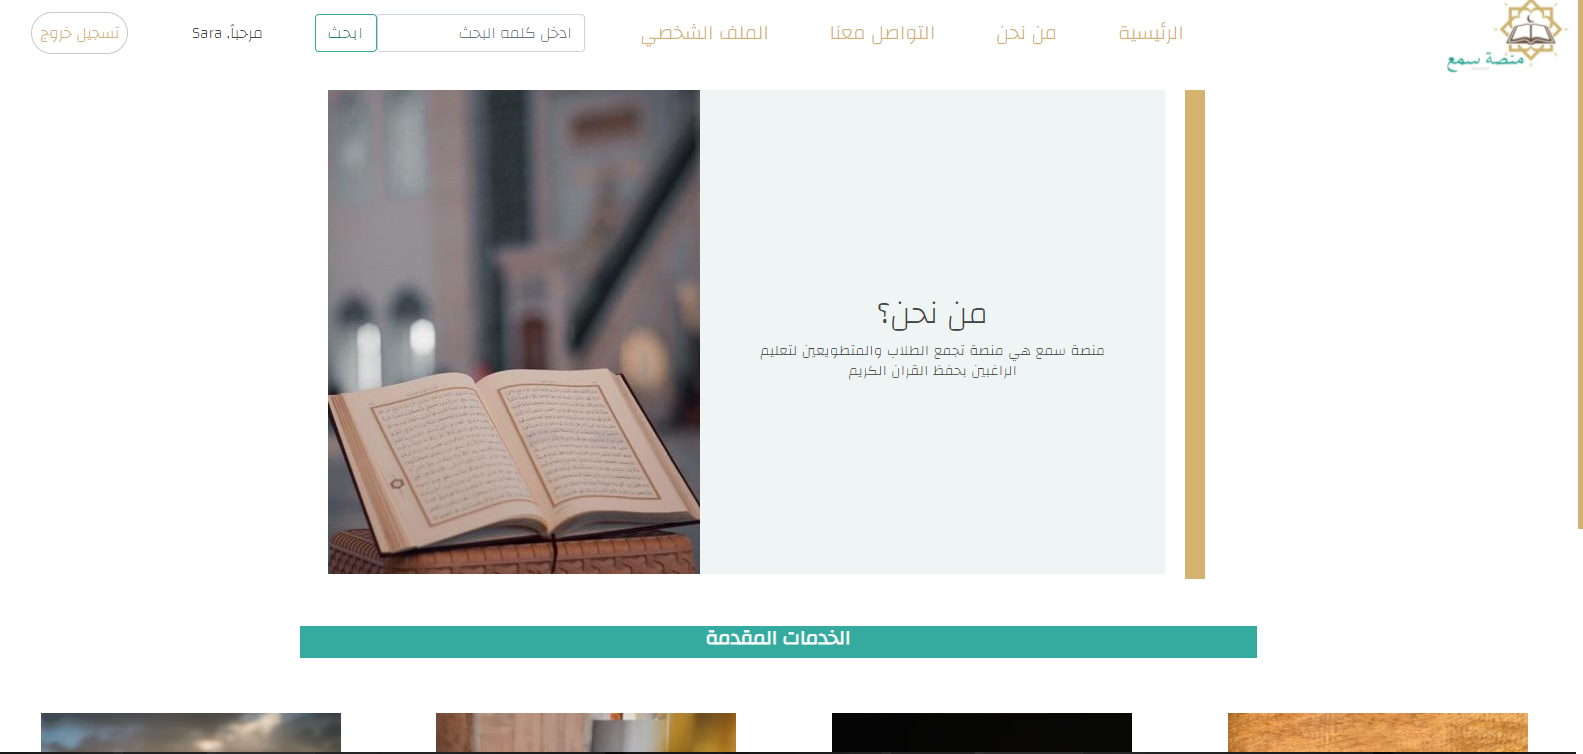 منصة سمع
الرئيسية
من نحن
التواصل معنا
الملف الشخصي
ادخل كلمه البحث
ابحث
مرحباً, Sara
تسجيل خروج
من نحن؟
منصة سمع هي منصة تجمع الطلاب والمتطوعين لتعليم
الراغبين بحفظ القران الكريم
الخدمات المقدمة